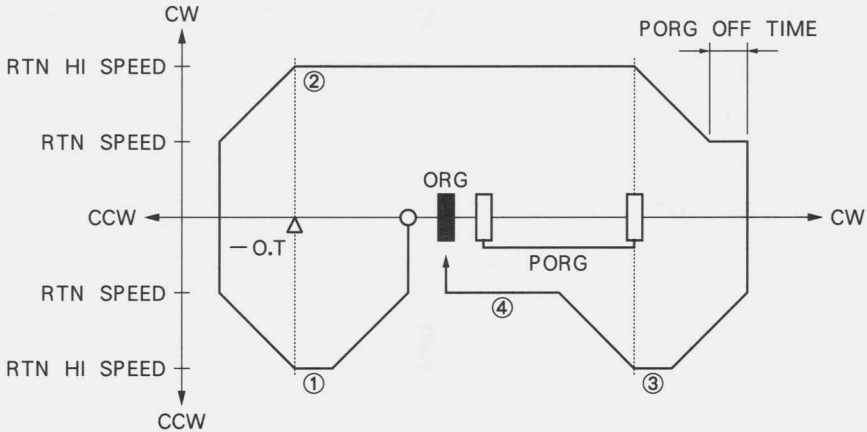 CW
PORG OFF TIME
RTN HI SPEED
②
RTN SPEED
ORG
CCW
CW
−O.T
PORG
RTN SPEED
④
RTN HI SPEED
①
③
CCW